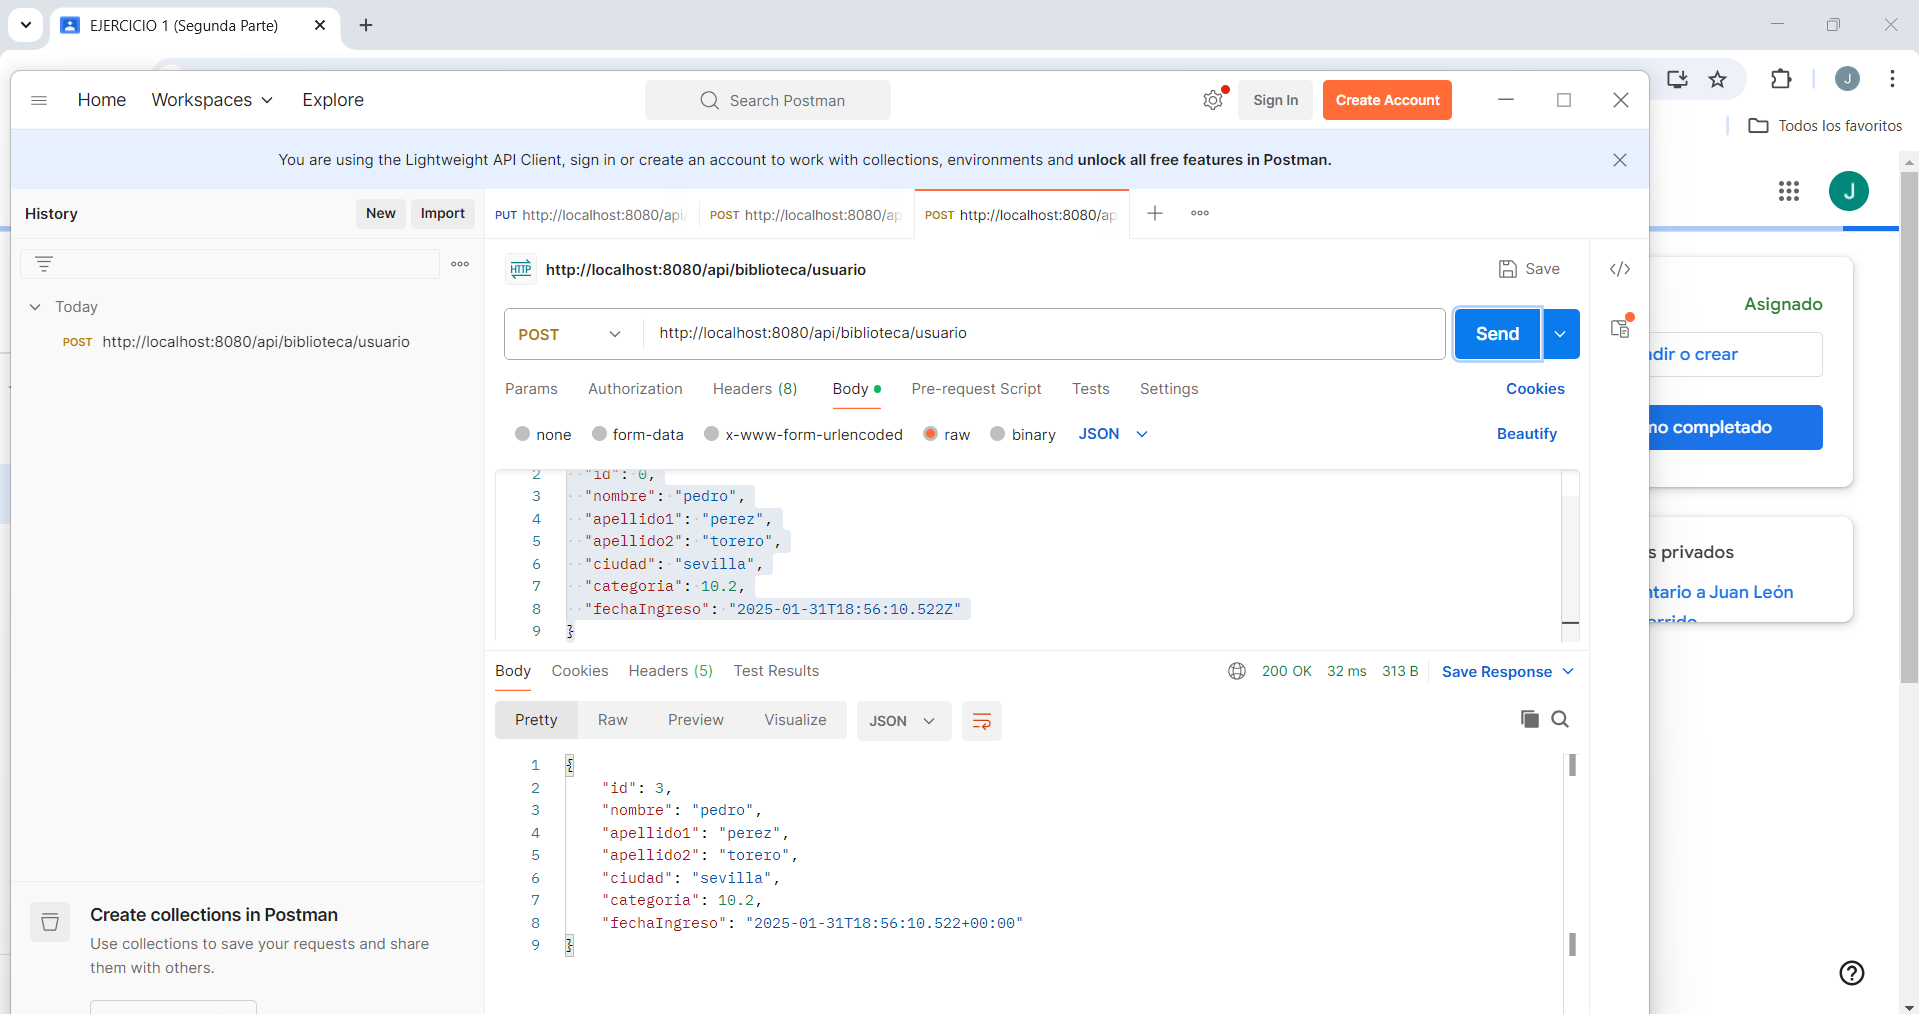 EJERCICIO 1 (Segunda Parte)
Home Workspaces Explore Search Postman Sign In Create Account
J
Todos los favoritos
You are using the Lightweight API Client, sign in or create an account to work with collections, environments and unlock all free features in Postman.
J
History New Import
PUT http://localhost:8080/api/ POST http://localhost:8080/ap POST http://localhost:8080/ap
HTTP http://localhost:8080/api/biblioteca/usuario Save </>
Today
POST http://localhost:8080/api/biblioteca/usuario
Asignado
POST http://localhost:8080/api/biblioteca/usuario Send
dir o crear
Params Authorization Headers (8) Body Pre-request Script Tests Settings Cookies
no completado
none form-data x-www-form-urlencoded raw binary JSON Beautify
2 "id": 0,
3 "nombre": "pedro",
4 "apellido1": "perez",
5 "apellido2": "torero",
6 "ciudad": "sevilla",
7 "categoria": 10.2,
8 "fechaIngreso": "2025-01-31T18:56:10.522Z"
9 }
s privados
ntario a Juan León
Body Cookies Headers (5) Test Results 200 OK 32 ms 313 B Save Response
Pretty Raw Preview Visualize JSON
1 {
2 "id": 3,
3 "nombre": "pedro",
4 "apellido1": "perez",
5 "apellido2": "torero",
6 "ciudad": "sevilla",
7 "categoria": 10.2,
8 "fechaIngreso": "2025-01-31T18:56:10.522+00:00"
9 }
Create collections in Postman
Use collections to save your requests and share
them with others.